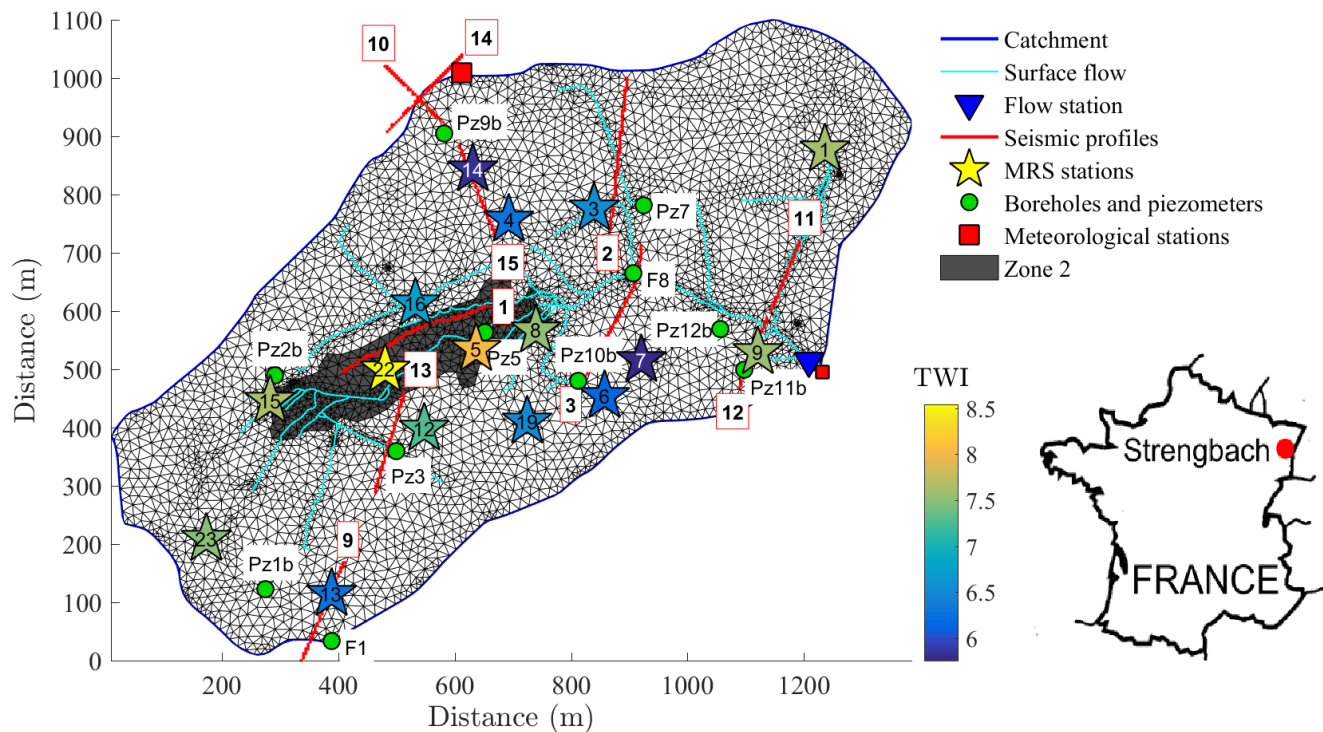 1100
1000
900
800
700
600
500
400
300
200
100
0
Distance (m)
200
400
600
800
1000
1200
Distance (m)
10
14
Pz9b
14
4
3
Pz7
1
11
2
15
F8
16
1
8
Pz12b
5
Pz5
Pz10b
7
9
Pz2b
22
13
Pz11b
15
3
6
12
12
19
Pz3
23
9
Pz1b
13
F1
Catchment
Surface flow
Flow station
Seismic profiles
MRS stations
Boreholes and piezometers
Meteorological stations
Zone 2
TWI
8.5
8
7.5
7
6.5
6
Strengbach
FRANCE